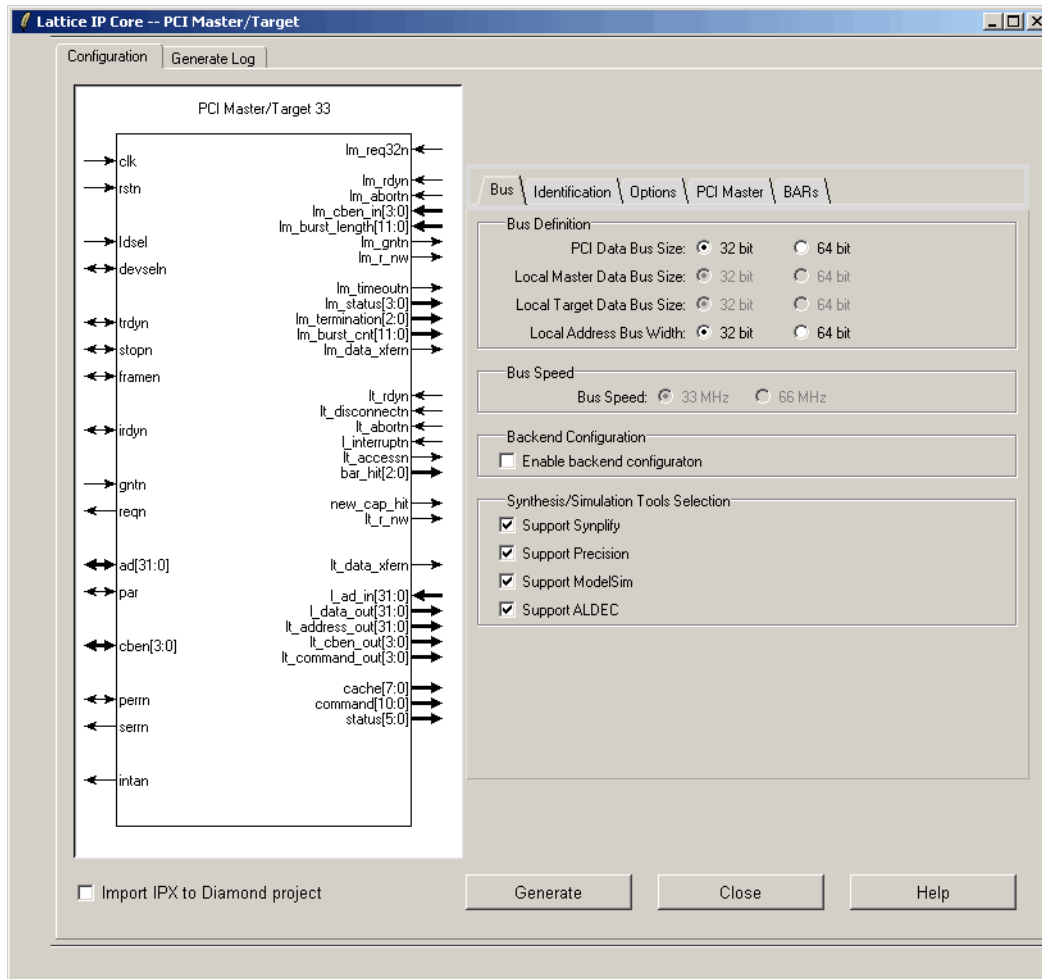 Lattice IP Core -- PCI Master/Target
Configuration
Generate Log
PCI Master/Target 33
clk
rstn
ldsel
devseln
trdyn
stopn
framen
irdyn
gntn
reqn
ad[31:0]
par
cben[3:0]
perrn
serrn
intan
lm_req32n
lm_rdyn
lm_abortn
lm_cben_in[3:0]
lm_burst_length[11:0]
lm_gntn
lm_r_nw
lm_timeoutn
lm_status[3:0]
lm_termination[2:0]
lm_burst_cnt[11:0]
lm_data_xfern
lt_rdyn
lt_disconnectn
lt_abortn
l_interruptn
lt_accessn
bar_hit[2:0]
new_cap_hit
lt_r_nw
lt_data_xfern
l_ad_in[31:0]
l_data_out[31:0]
lt_address_out[31:0]
lt_cben_out[3:0]
lt_command_out[3:0]
cache[7:0]
command[10:0]
status[5:0]
Bus Identification Options PCI Master BARs
Bus Definition
PCI Data Bus Size: 32 bit 64 bit
Local Master Data Bus Size: 32 bit 64 bit
Local Target Data Bus Size: 32 bit 64 bit
Local Address Bus Width: 32 bit 64 bit
Bus Speed
Bus Speed: 33 MHz 66 MHz
Backend Configuration
Enable backend configuraton
Synthesis/Simulation Tools Selection
Support Synplify
Support Precision
Support ModelSim
Support ALDEC
Import IPX to Diamond project
Generate
Close
Help